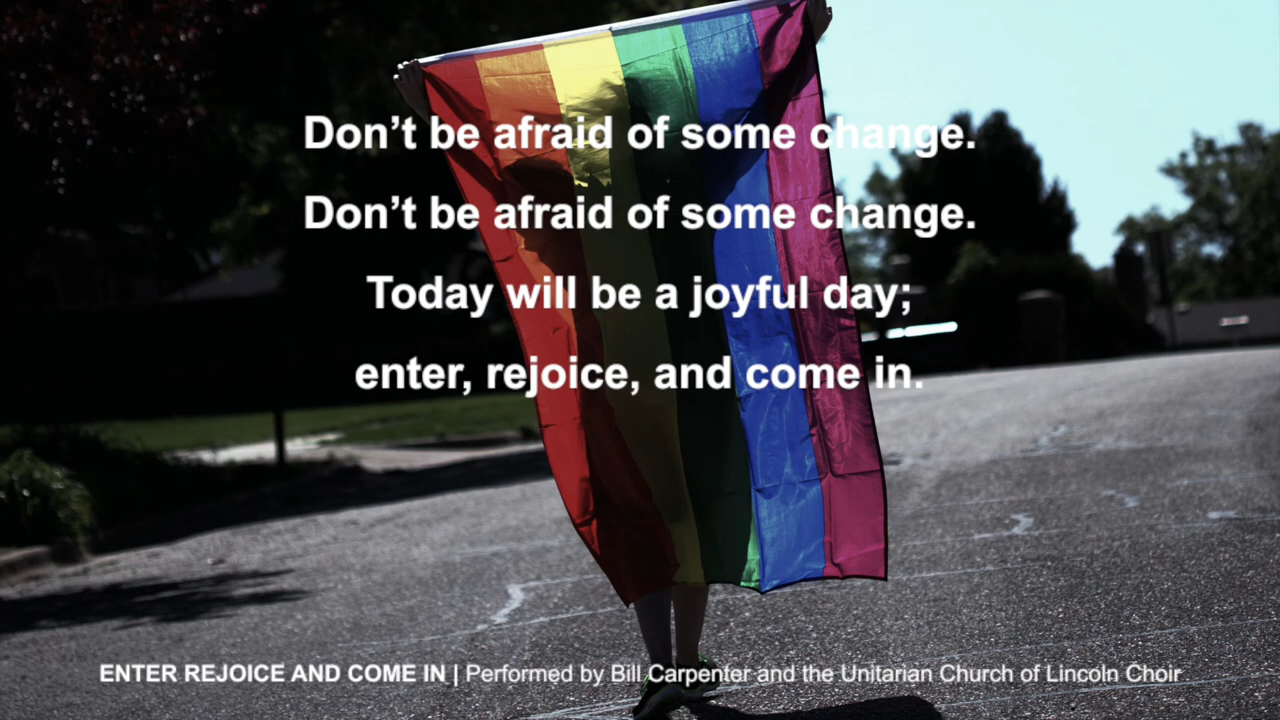 Don’t be afraid of some change.
Don’t be afraid of some change.
Today will be a joyful day;
enter, rejoice, and come in.
ENTER REJOICE AND COME IN | Performed by Bill Carpenter and the Unitarian Church of Lincoln Choir